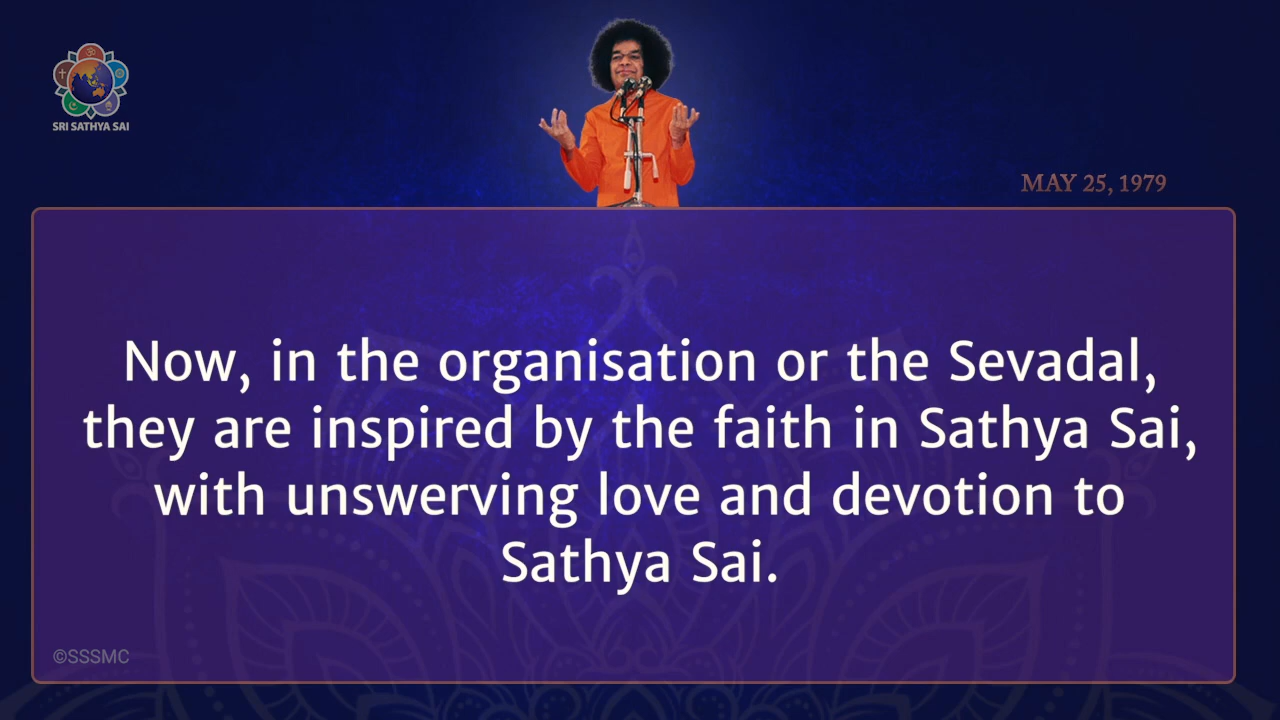 SRI SATHYA SAI
MAY 25, 1979
Now, in the organisation or the Sevadal,
they are inspired by the faith in Sathya Sai,
with unswerving love and devotion to
Sathya Sai.
©SSSMC